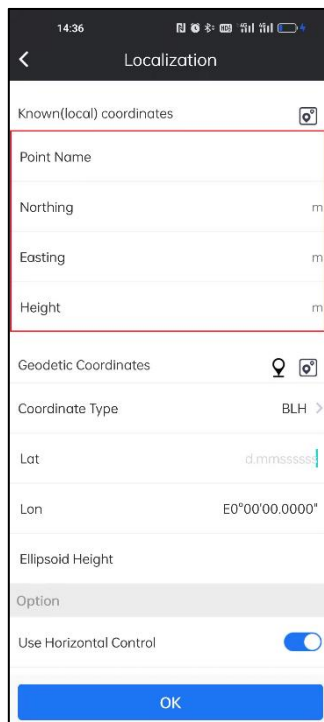 14:36
Localization
Known(local) coordinates
Point Name
Northing m
Easting m
Height m
Geodetic Coordinates
Coordinate Type BLH >
Lat d.mmssssss
Lon E0°00'00.0000"
Ellipsoid Height
Option
Use Horizontal Control
OK